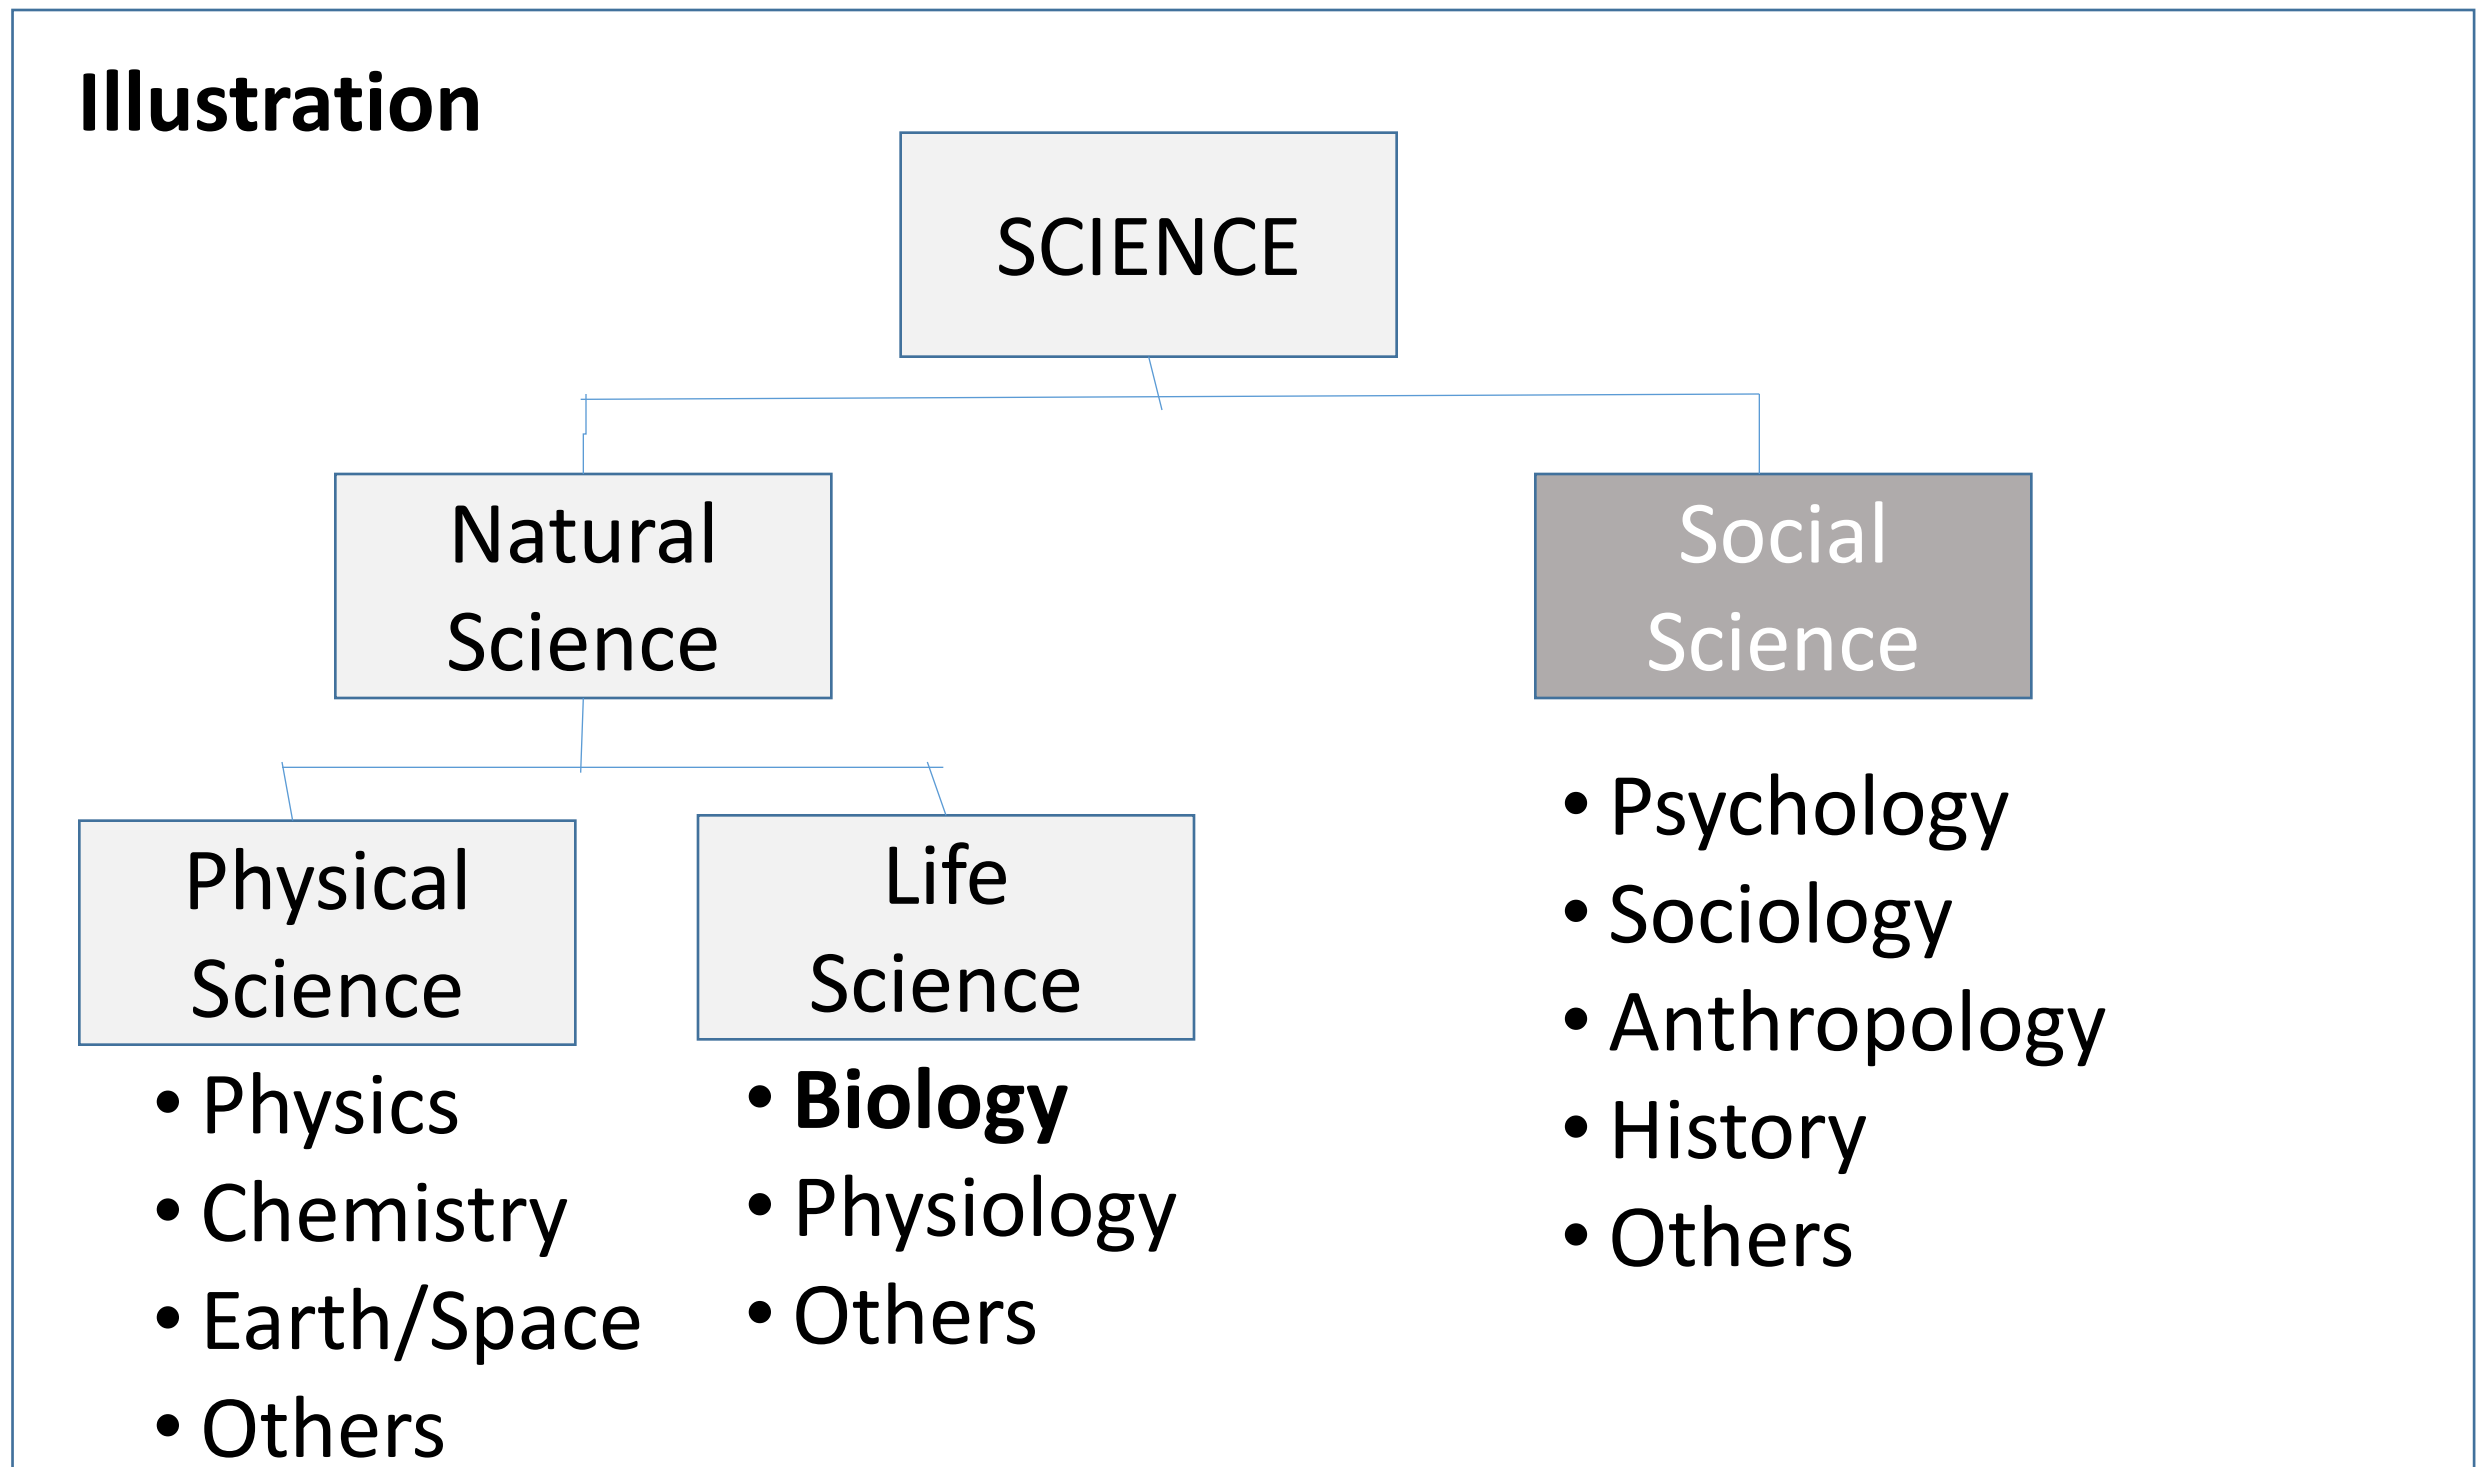 Illustration
SCIENCE
Natural
Science
Social
Science
Physical
Science
• Physics
• Chemistry
• Earth/Space
• Others
Life
Science
• Biology
• Physiology
• Others
• Psychology
• Sociology
• Anthropology
• History
• Others